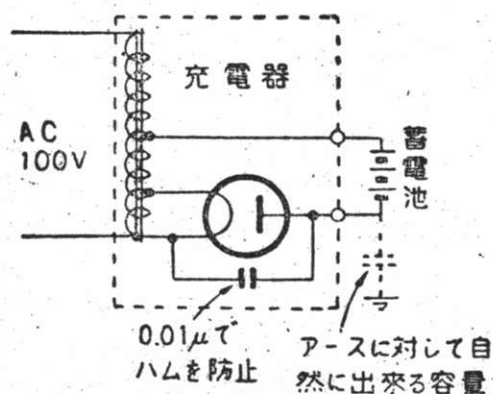 充電器
AC
100V
蓄電池
0.01μで
ハムを防止
アースに対して自
然に出來る容量